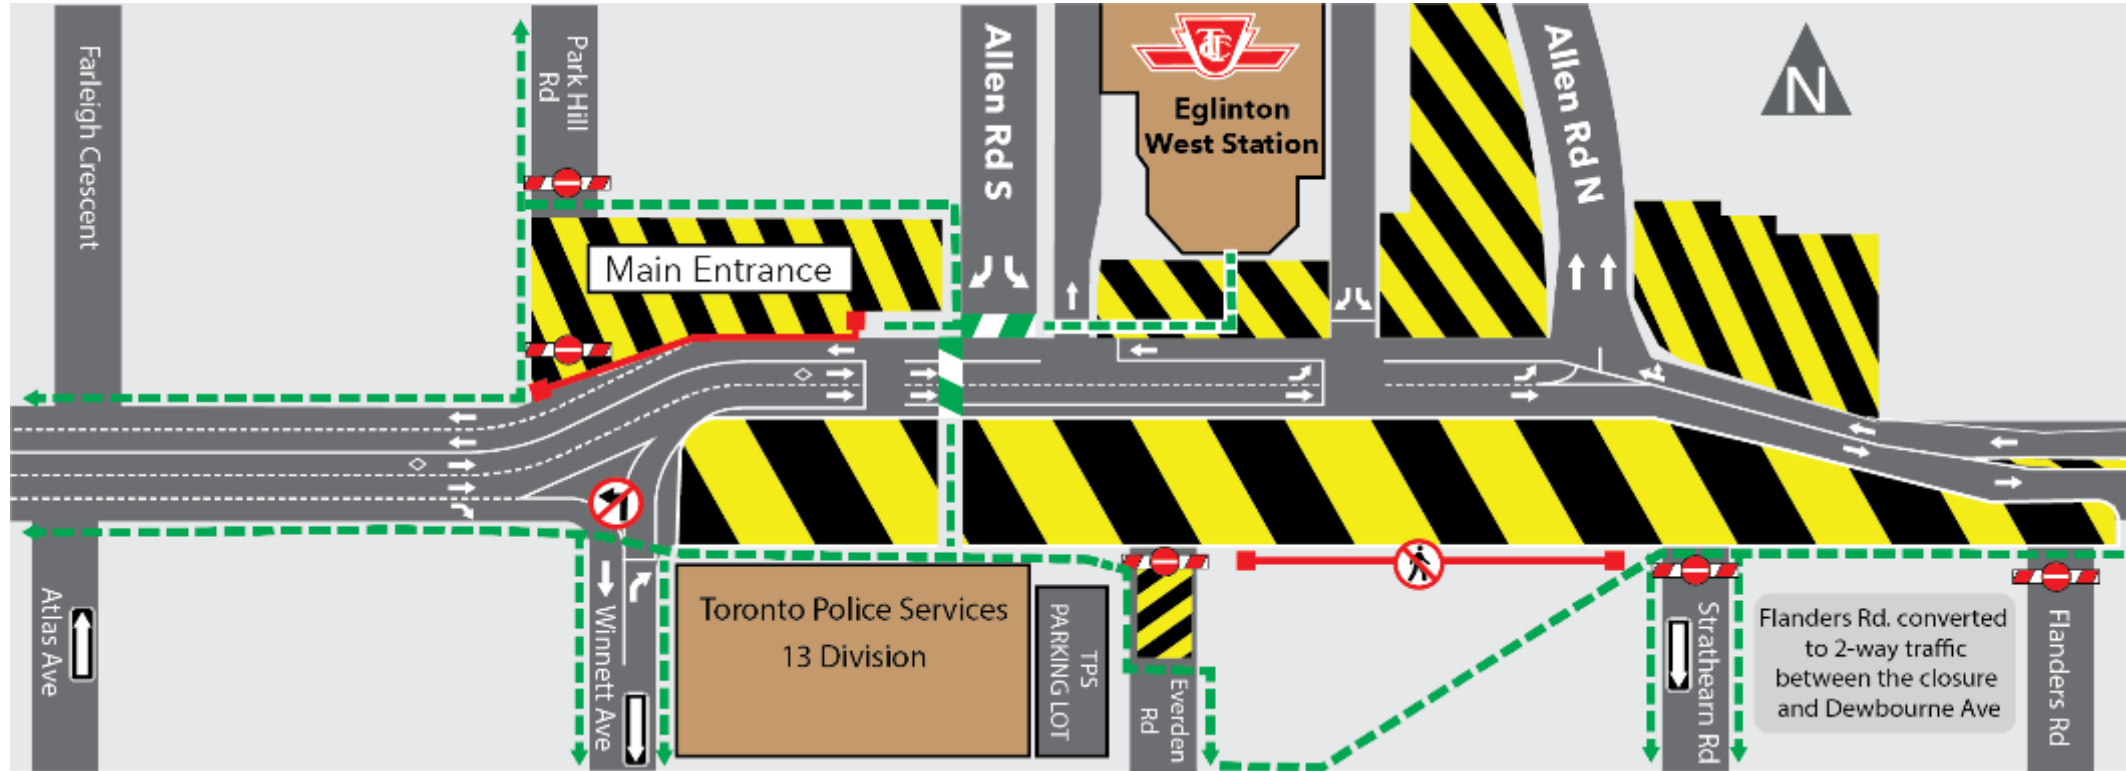 Farleigh Crescent
Park Hill
Rd
Allen Rd S
TTC
Eglinton
West Station
Allen Rd N
N
Main Entrance
Atlas Ave
Winnett Ave
Toronto Police Services
13 Division
TPS
PARKING LOT
Everden
Rd
Strathearn Rd
Flanders Rd. converted
to 2-way traffic
between the closure
and Dewbourne Ave
Flanders Rd